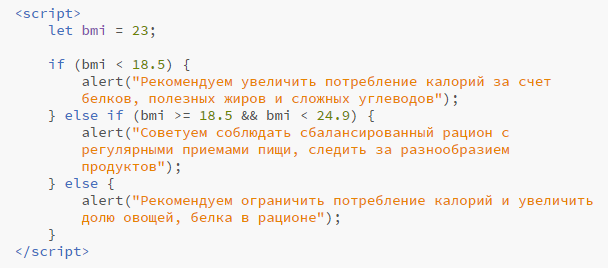 <script>
let bmi = 23;
if (bmi < 18.5) {
alert("Рекомендуем увеличить потребление калорий за счет
белков, полезных жиров и сложных углеводов");
} else if (bmi >= 18.5 && bmi < 24.9) {
alert("Советуем соблюдать сбалансированный рацион с
регулярными приемами пищи, следить за разнообразием
продуктов");
} else {
alert("Рекомендуем ограничить потребление калорий и увеличить
долю овощей, белка в рационе");
}
</script>